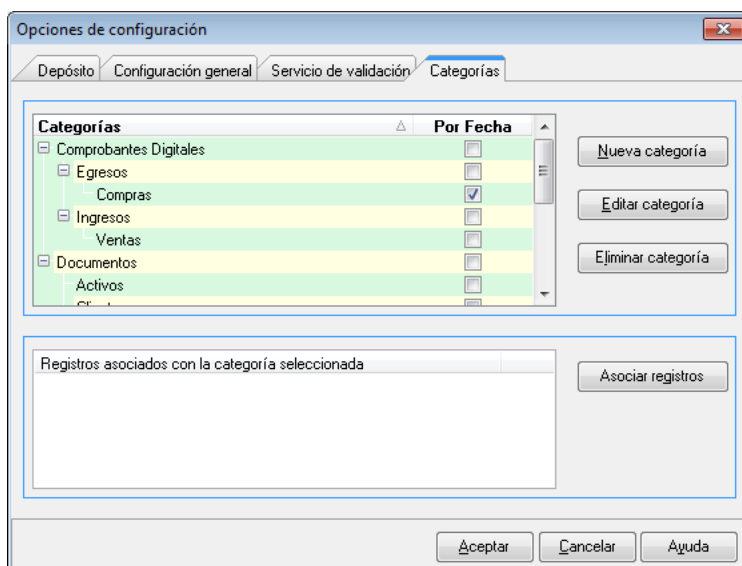 Opciones de configuración
Depósito Configuración general Servicio de validación Categorías
Categorías Por Fecha
Comprobantes Digitales
Egresos
Compras
Ingresos
Ventas
Documentos
Activos
Nueva categoría
Editar categoría
Eliminar categoría
Registros asociados con la categoría seleccionada
Asociar registros
Aceptar Cancelar Ayuda